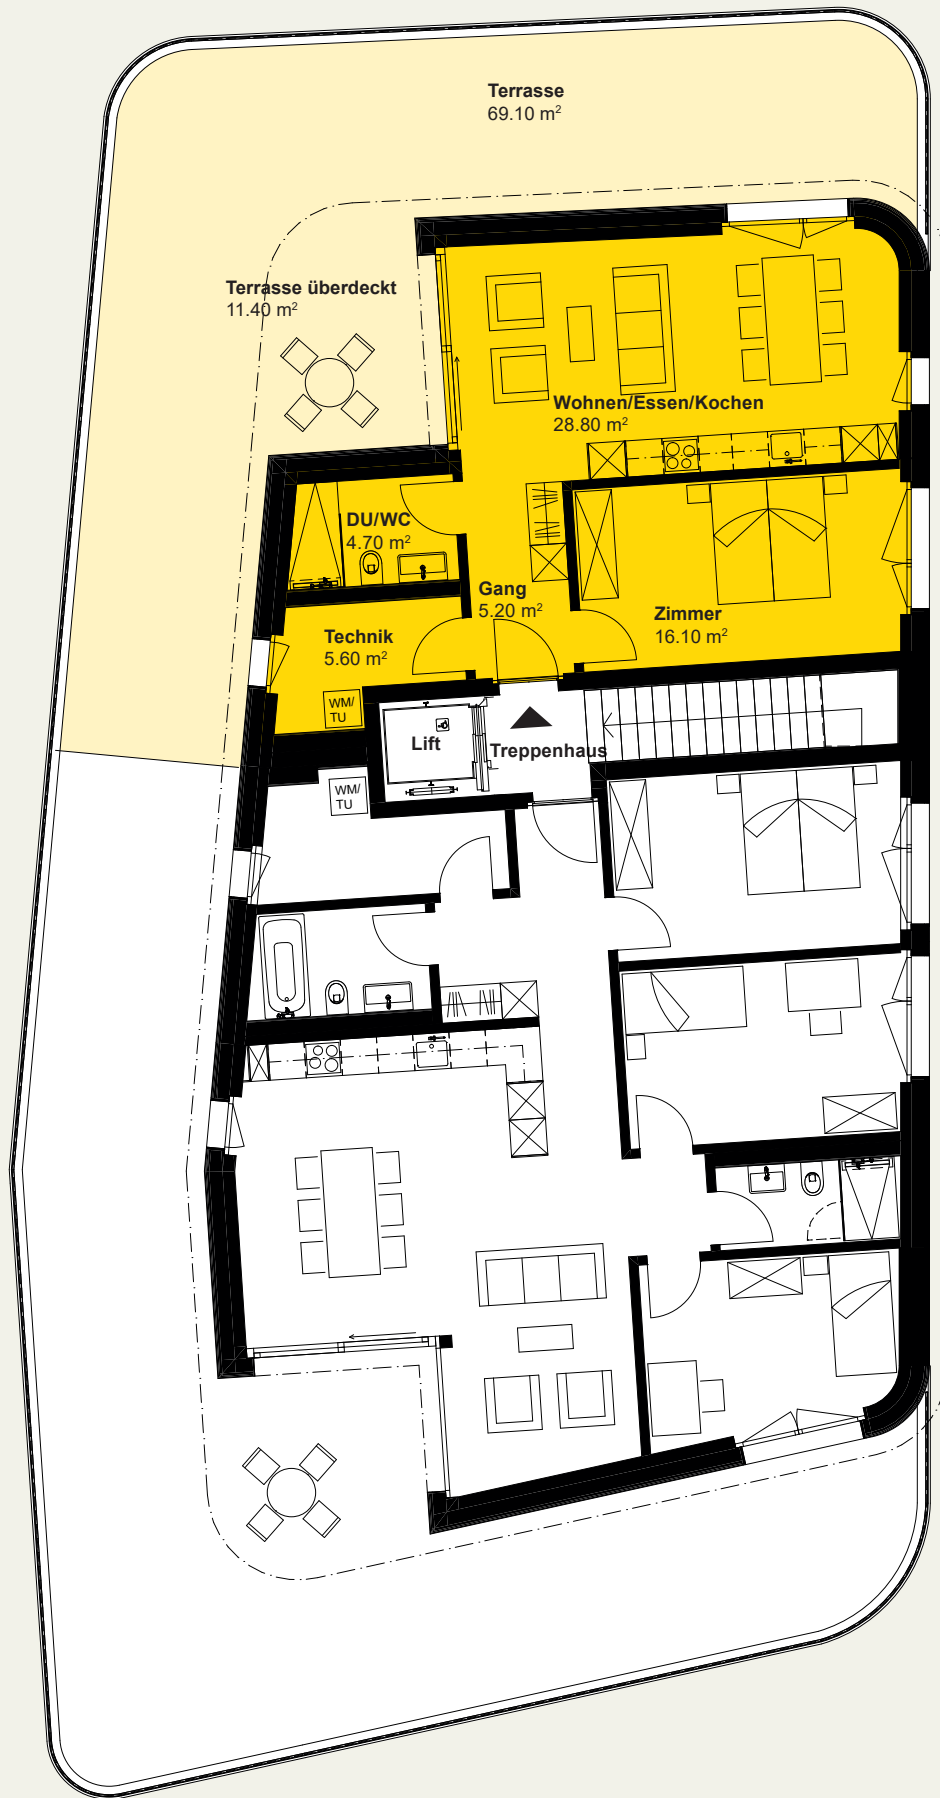 Terrasse
69.10 m²
Terrasse überdeckt
11.40 m²
Wohnen/Essen/Kochen
28.80 m²
DU/WC
4.70 m²
Gang
5.20 m²
Zimmer
16.10 m²
Technik
5.60 m²
WM/
TU
Lift
Treppenhaus
WM/
TU